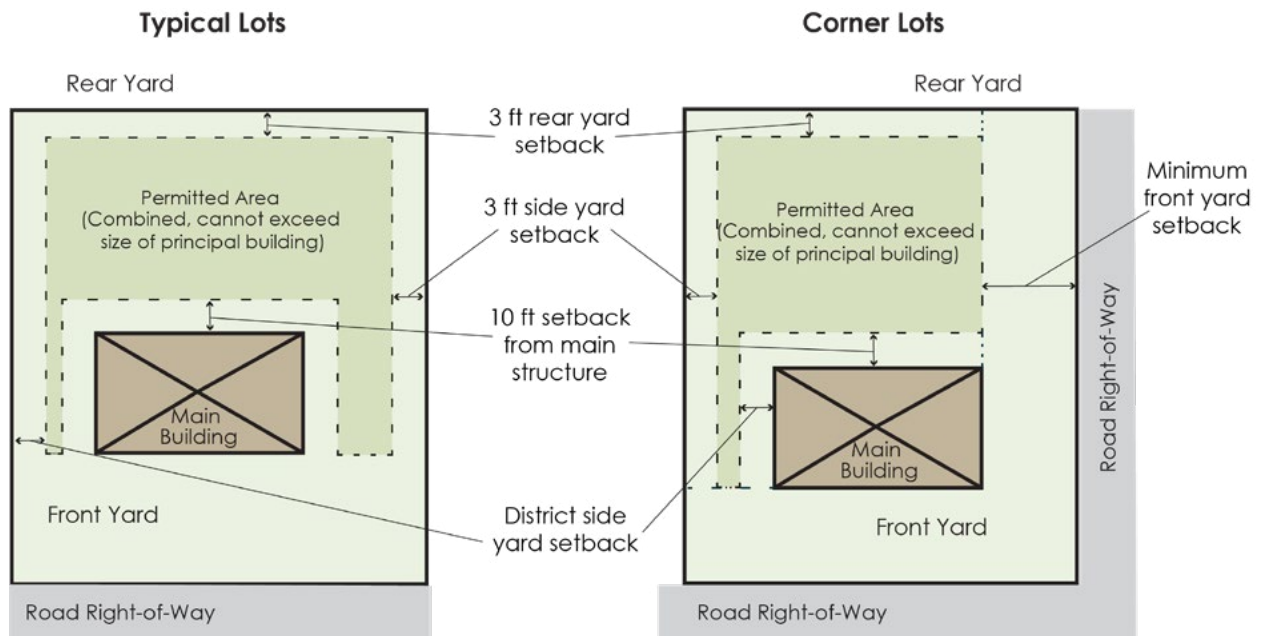 Typical Lots
Corner Lots
Rear Yard
Rear Yard
3 ft rear yard
setback
Permitted Area
(Combined, cannot exceed
size of principal building)
3 ft side yard
setback
Permitted Area
(Combined, cannot exceed
size of principal building)
Minimum
front yard
setback
10 ft setback
from main
structure
Main
Building
Main
Building
Road Right-of-Way
Front Yard
District side
yard setback
Front Yard
Road Right-of-Way
Road Right-of-Way